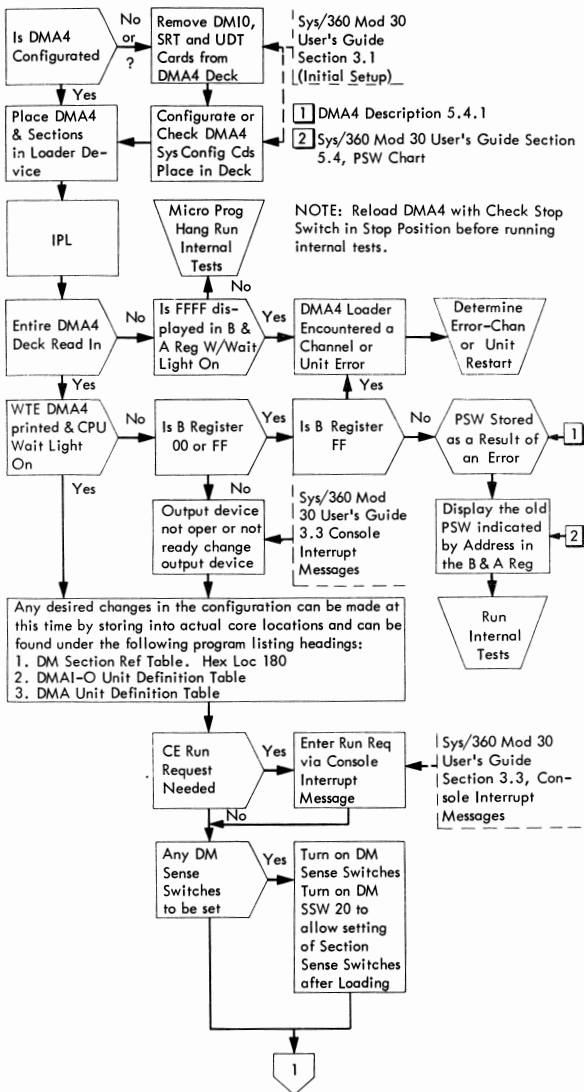 Is DMA4
Configurated
No
or
?
Remove DMI0,
SRT and UDT
Cards from
DMA4 Deck
Sys/360 Mod 30
User's Guide
Section 3.1
(Initial Setup)
Yes
Place DMA4
& Sections
in Loader De-
vice
Configurate or
Check DMA4
Sys Config Cds
Place in Deck
1 DMA4 Description 5.4.1
2 Sys/360 Mod 30 User's Guide Section
5.4, PSW Chart
IPL
Micro Prog
Hang Run
Internal
Tests
NOTE: Reload DMA4 with Check Stop
Switch in Stop Position before running
internal tests.
No
Entire DMA4
Deck Read In
No
Is FFFF dis-
played in B &
A Reg W/Wait
Light On
Yes
DMA4 Loader
Encountered a
Channel or
Unit Error
Determine
Error-Chan
or Unit
Restart
Yes
Yes
WTE DMA4
printed & CPU
Wait Light
On
No
Is B Register
00 or FF
Yes
Is B Register
FF
No
PSW Stored
as a Result of
an Error
1
Yes
No
Output device
not oper or not
ready change
output device
Sys/360 Mod
30 User's Guide
3.3 Console
Interrupt
Messages
Display the old
PSW indicated
by Address in
the B & A Reg
2
Run
Internal
Tests
Any desired changes in the configuration can be made at
this time by storing into actual core locations and can be
found under the following program listing headings:
1. DM Section Ref Table. Hex Loc 180
2. DMAI-O Unit Definition Table
3. DMA Unit Definition Table
CE Run
Request
Needed
Yes
Enter Run Req
via Console
Interrupt
Message
Sys/360 Mod 30
User's Guide
Section 3.3, Con-
sole Interrupt
Messages
No
Any DM
Sense
Switches
to be set
Yes
Turn on DM
Sense Switches
Turn on DM
SSW 20 to
allow setting
of Section
Sense Switches
after Loading
1